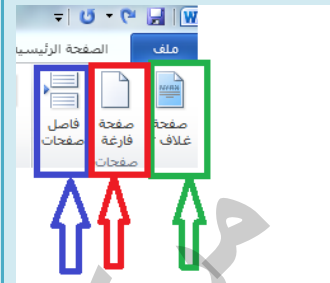 ملف الصفحة الرئيسية
صفحة غلاف
صفحة فارغة
فاصل صفحات
صفحات